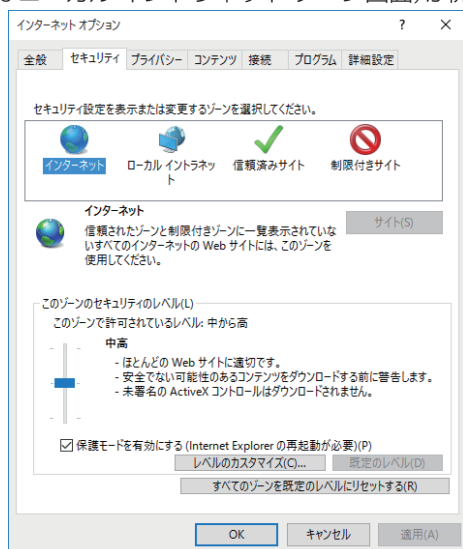 インターネット オプション ? ×
全般 セキュリティ プライバシー コンテンツ 接続 プログラム 詳細設定
セキュリティ設定を表示または変更するゾーンを選択してください。
インターネット ローカル イントラネッ 信頼済みサイト 制限付きサイト
ト
インターネット
サイト(S)
信頼されたゾーンと制限付きゾーンに一覧表示されていな
いすべてのインターネットの Web サイトには、このゾーンを
使用してください。
このゾーンのセキュリティのレベル(L)
このゾーンで許可されているレベル: 中から高
中高
- ほとんどの Web サイトに適切です。
- 安全でない可能性のあるコンテンツをダウンロードする前に警告します。
- 未署名の ActiveX コントロールはダウンロードされません。
保護モードを有効にする (Internet Explorer の再起動が必要)(P)
レベルのカスタマイズ(C)... 既定のレベル(D)
すべてのゾーンを既定のレベルにリセットする(R)
OK キャンセル 適用(A)